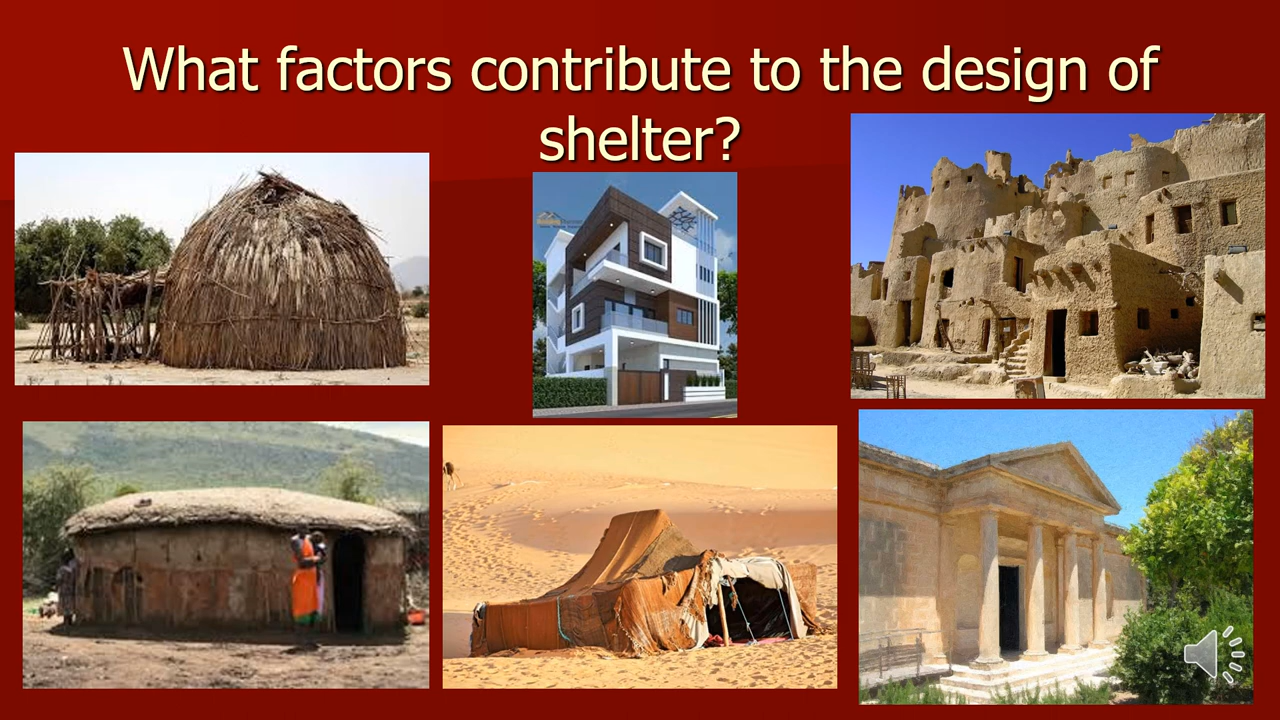 What factors contribute to the design of
shelter?